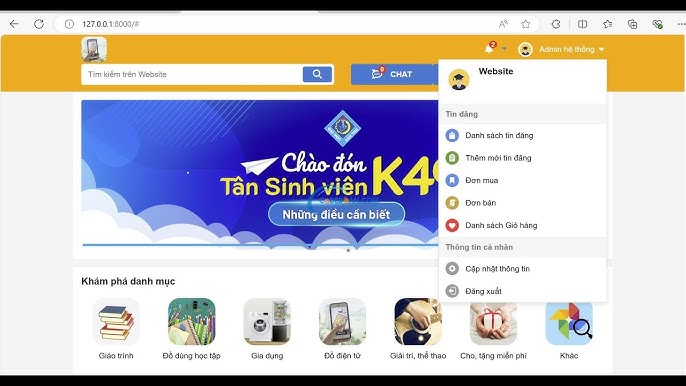 127.0.0.1:8000/#
2
Admin hệ thống
Tìm kiếm trên Website
CHAT
Website
Tin đăng
Danh sách tin đăng
Thêm mới tin đăng
Đơn mua
Đơn bán
Danh sách Giỏ hàng
Thông tin cá nhân
Cập nhật thông tin
Đăng xuất
Chào đón
Tân Sinh viên K4
Những điều cần biết
Khám phá danh mục
Giáo trình
Đồ dùng học tập
Gia dụng
Đồ điện tử
Giải trí, thể thao
Cho, tặng miễn phí
Khác